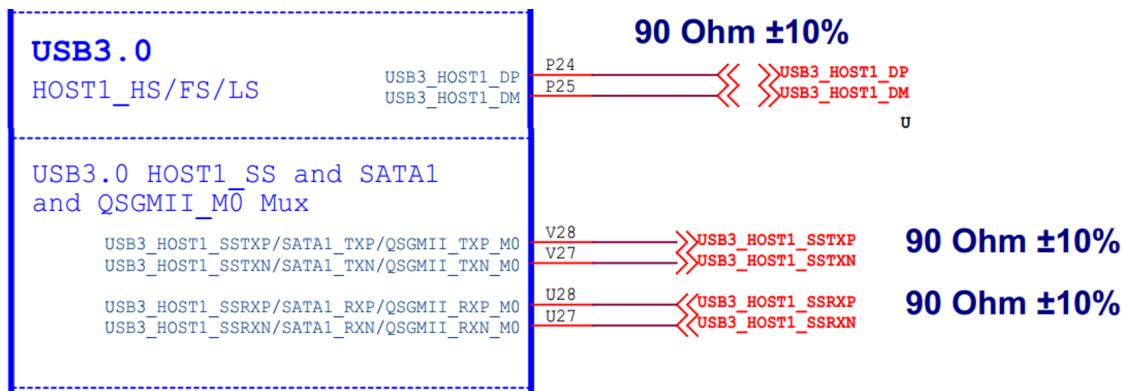 90 Ohm ±10%
USB3.0
HOST1_HS/FS/LS
USB3_HOST1_DP P24 USB3_HOST1_DP
USB3_HOST1_DM P25 USB3_HOST1_DM
U
USB3.0 HOST1_SS and SATA1
and QSGMII_M0 Mux
USB3_HOST1_SSTXP/SATA1_TXP/QSGMII_TXP_M0 V28 USB3_HOST1_SSTXP 90 Ohm ±10%
USB3_HOST1_SSTXN/SATA1_TXN/QSGMII_TXN_M0 V27 USB3_HOST1_SSTXN
USB3_HOST1_SSRXP/SATA1_RXP/QSGMII_RXP_M0 U28 USB3_HOST1_SSRXP 90 Ohm ±10%
USB3_HOST1_SSRXN/SATA1_RXN/QSGMII_RXN_M0 U27 USB3_HOST1_SSRXN